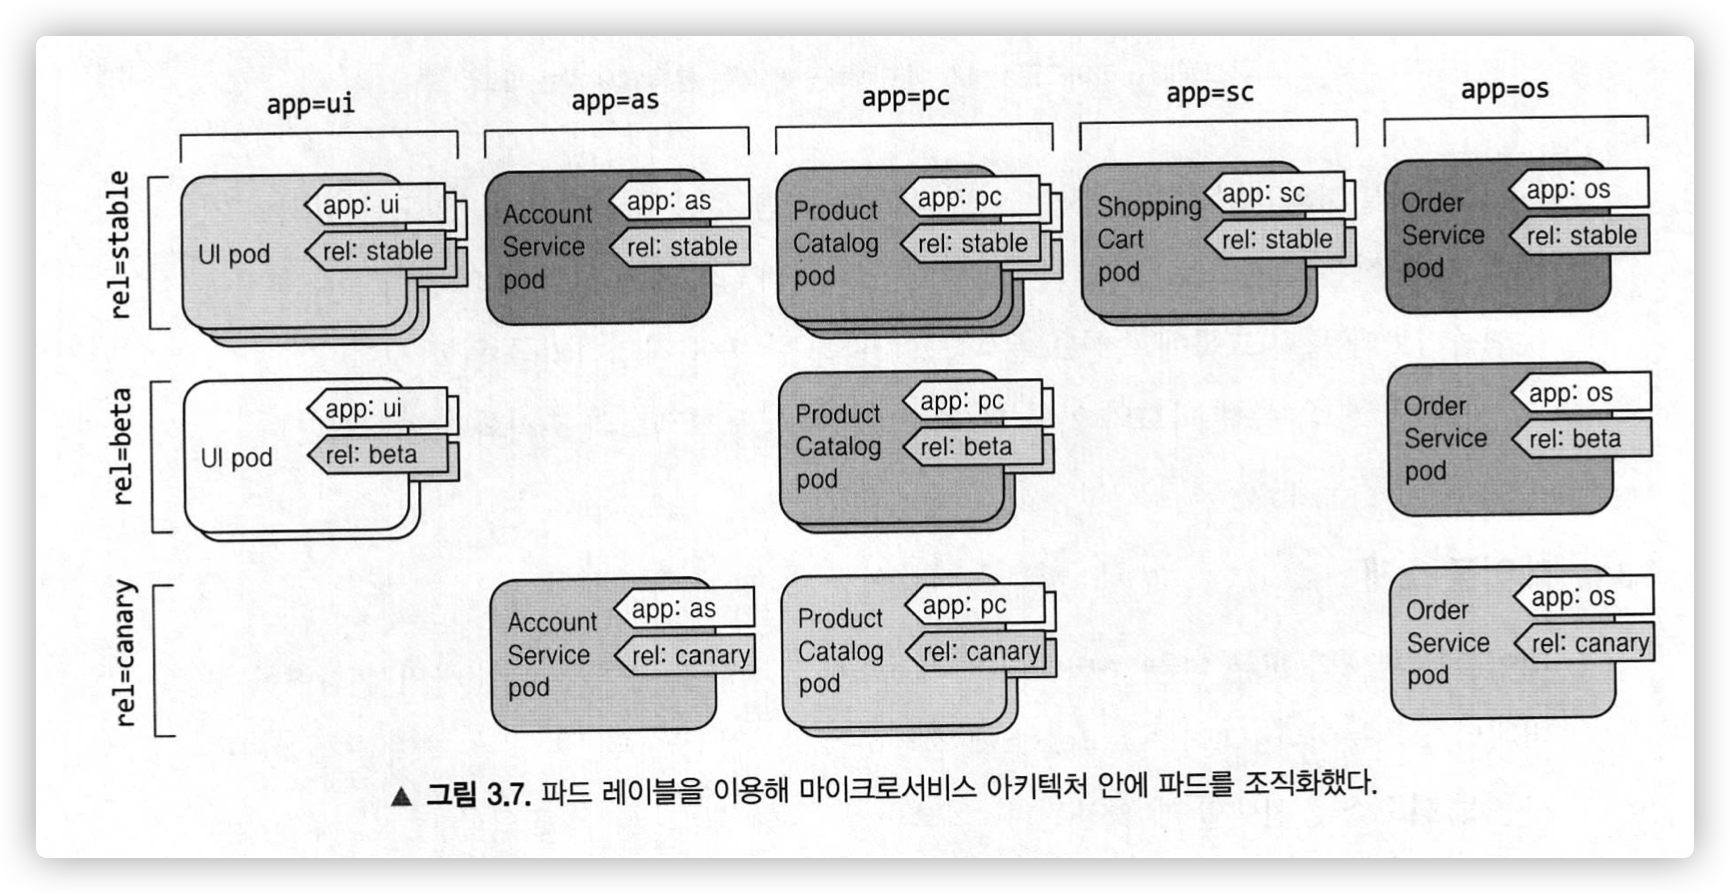 app=ui
app=as
app=pc
app=sc
app=os
rel=stable
UI pod
app: ui
rel: stable
Account
Service
pod
app: as
rel: stable
Product
Catalog
pod
app: pc
rel: stable
Shopping
Cart
pod
app: sc
rel: stable
Order
Service
pod
app: os
rel: stable
rel=beta
UI pod
app: ui
rel: beta
Product
Catalog
pod
app: pc
rel: beta
Order
Service
pod
app: os
rel: beta
rel=canary
Account
Service
pod
app: as
rel: canary
Product
Catalog
pod
app: pc
rel: canary
Order
Service
pod
app: os
rel: canary
▲ 그림 3.7. 파드 레이블을 이용해 마이크로서비스 아키텍처 안에 파드를 조직화했다.